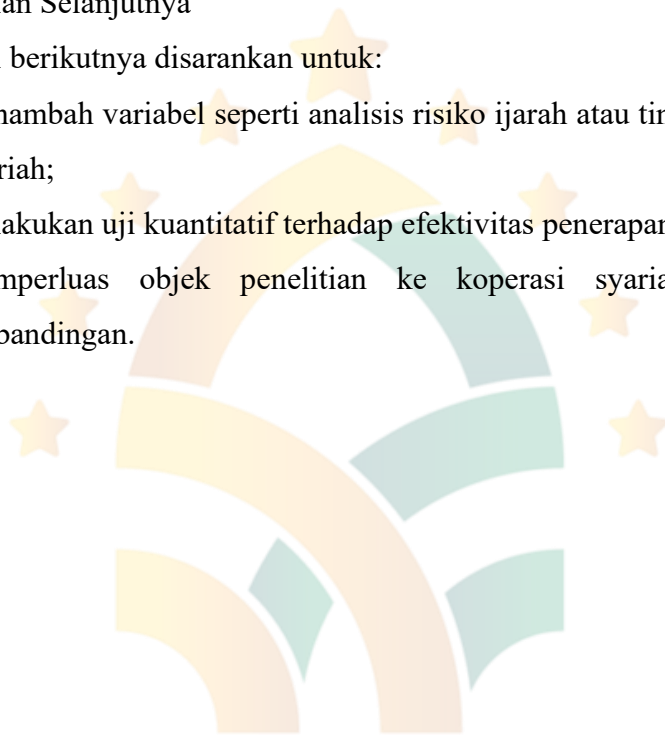 an Selanjutnya
berikutnya disarankan untuk:
nambah variabel seperti analisis risiko ijarah atau tin
riah;
lakukan uji kuantitatif terhadap efektivitas penerapan
mperluas objek penelitian ke koperasi syaria
bandingan.